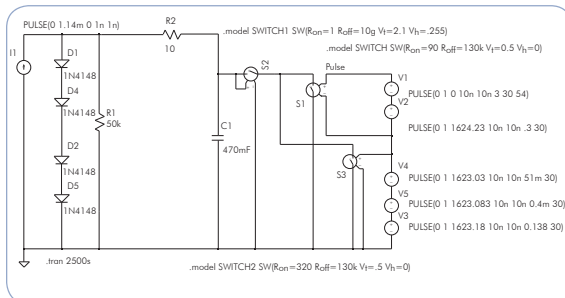 PULSE(0 1.14m 0 1n 1n)
R2
10
.model SWITCH1 SW(Ron=1 Roff=10g Vt=2.1 Vh=.255)
.model SWITCH SW(Ron=90 Roff=130k Vt=0.5 Vh=0)
I1
D1
1N4148
D4
1N4148
R1
50k
D2
1N4148
D5
1N4148
C1
470mF
S2
Pulse
S1
S3
V1
PULSE(0 1 0 10n 10n 3 30 54)
V2
PULSE(0 1 1624.23 10n 10n .3 30)
V4
PULSE(0 1 1623.03 10n 10n 51m 30)
V5
PULSE(0 1 1623.083 10n 10n 0.4m 30)
V3
PULSE(0 1 1623.18 10n 10n 0.138 30)
.tran 2500s
.model SWITCH2 SW(Ron=320 Roff=130k Vt=.5 Vh=0)